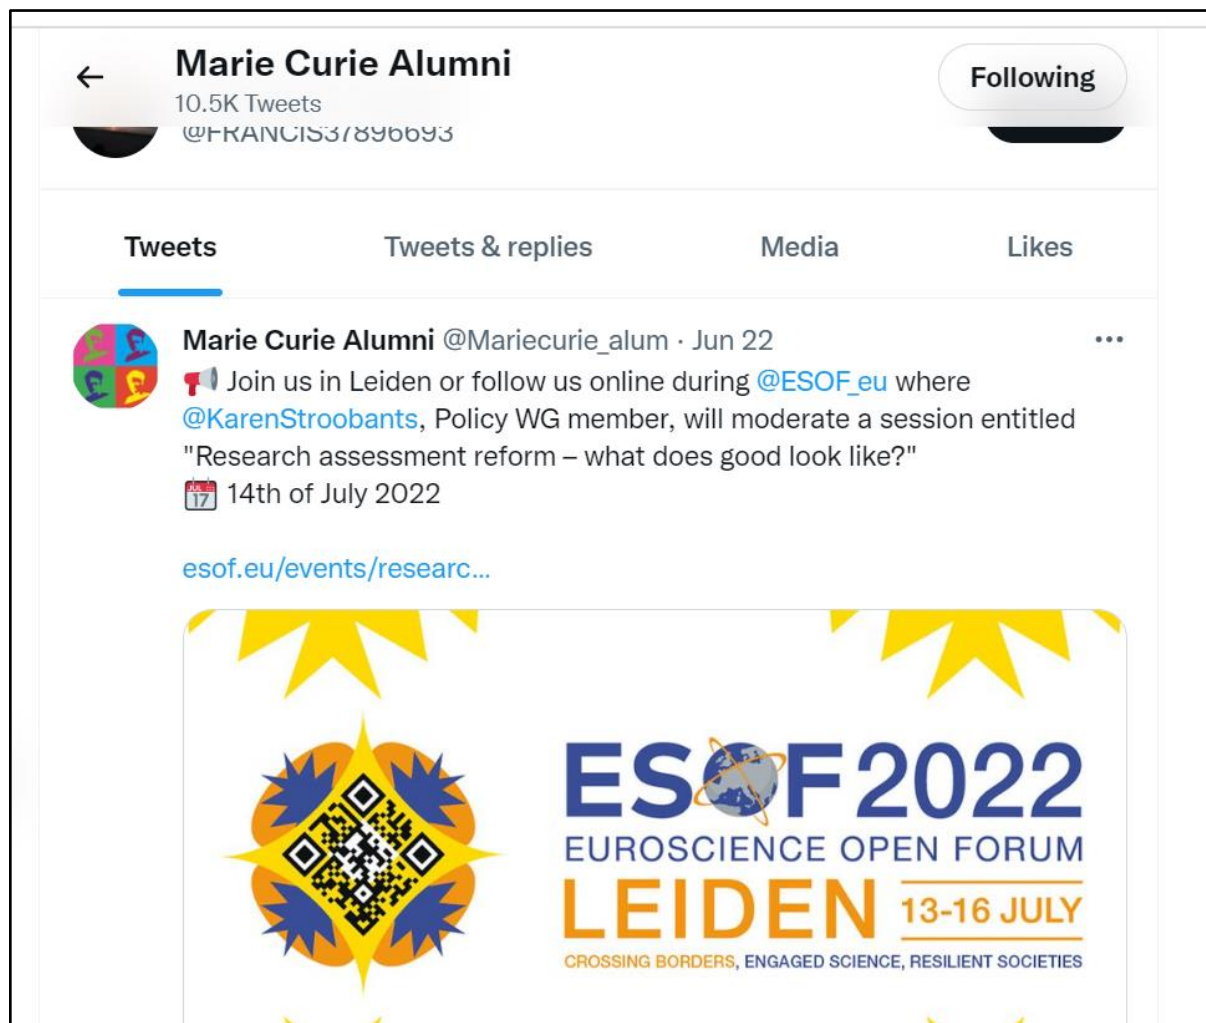 Marie Curie Alumni
Following
10.5K Tweets
@FRANCIS37896693
Tweets Tweets & replies Media Likes
Marie Curie Alumni @Mariecurie_alum · Jun 22
Join us in Leiden or follow us online during @ESOF_eu where
@KarenStroobants, Policy WG member, will moderate a session entitled
"Research assessment reform – what does good look like?"
JUL 17 14th of July 2022
esof.eu/events/researc...
ESOF2022
EUROSCIENCE OPEN FORUM
LEIDEN 13-16 JULY
CROSSING BORDERS, ENGAGED SCIENCE, RESILIENT SOCIETIES